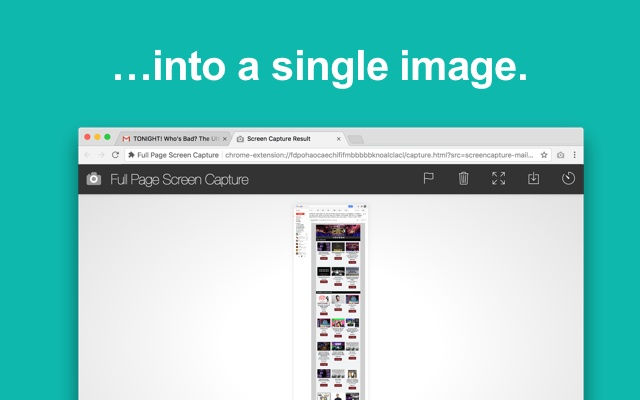 …into a single image.
TONIGHT! Who's Bad? The Ult
Screen Capture Result
Full Page Screen Capture
chrome-extension://fdpohaocaechififmbbbbbknoalclacl/capture.html?src=screencapture-mail...
Full Page Screen Capture